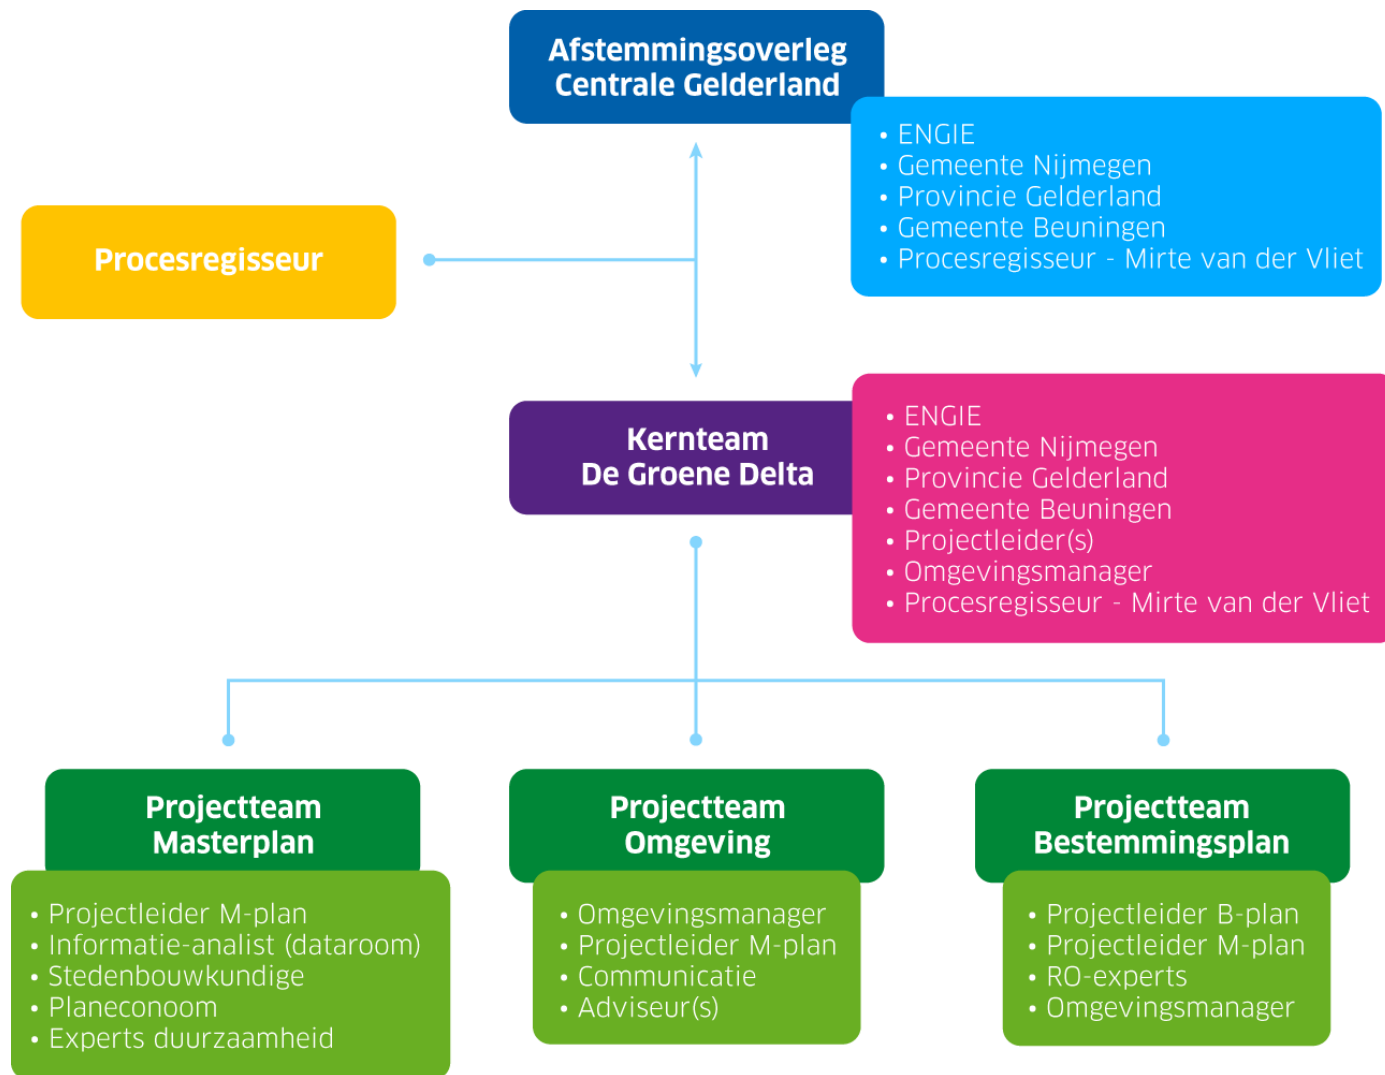 Afstemmingsoverleg
Centrale Gelderland
• ENGIE
• Gemeente Nijmegen
• Provincie Gelderland
• Gemeente Beuningen
• Procesregisseur - Mirte van der Vliet
Procesregisseur
Kernteam
De Groene Delta
• ENGIE
• Gemeente Nijmegen
• Provincie Gelderland
• Gemeente Beuningen
• Projectleider(s)
• Omgevingsmanager
• Procesregisseur - Mirte van der Vliet
Projectteam
Masterplan
• Projectleider M-plan
• Informatie-analist (dataroom)
• Stedenbouwkundige
• Planeconoom
• Experts duurzaamheid
Projectteam
Omgeving
• Omgevingsmanager
• Projectleider M-plan
• Communicatie
• Adviseur(s)
Projectteam
Bestemmingsplan
• Projectleider B-plan
• Projectleider M-plan
• RO-experts
• Omgevingsmanager